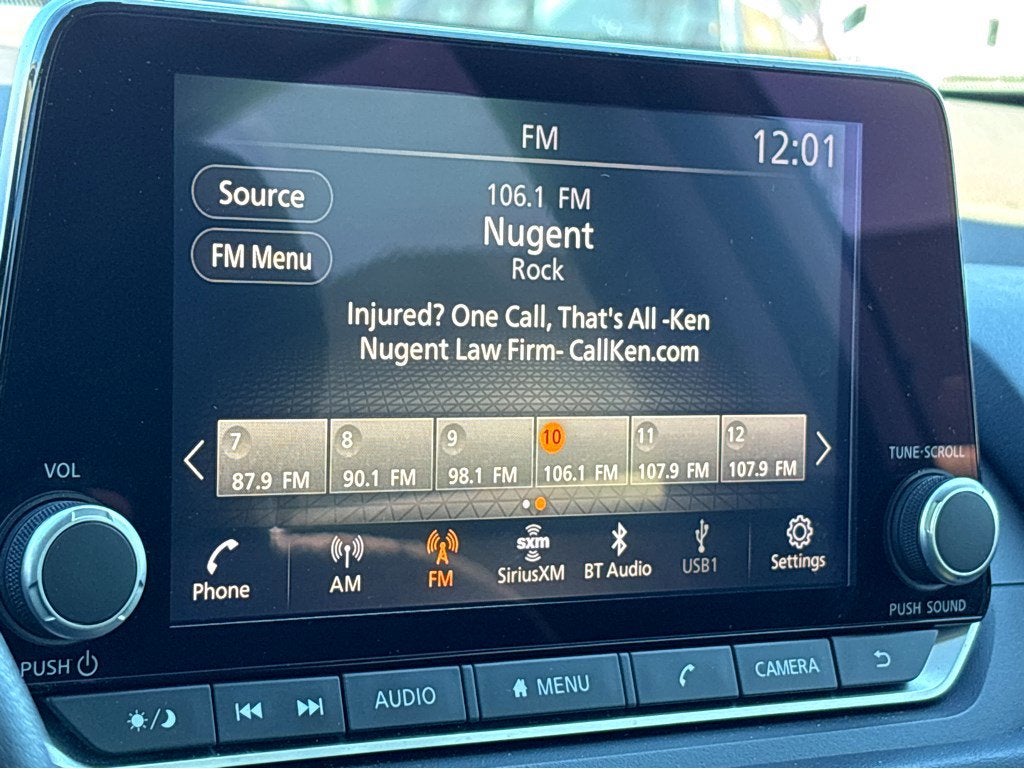 FM
12:01
Source
106.1 FM
Nugent
FM Menu
Rock
Injured? One Call, That's All -Ken
Nugent Law Firm- CallKen.com
7
87.9 FM
8
90.1 FM
9
98.1 FM
10
106.1 FM
11
107.9 FM
12
107.9 FM
VOL
TUNE·SCROLL
Phone
AM
FM
sxm
SiriusXM
BT Audio
USB1
Settings
PUSH
PUSH SOUND
AUDIO
MENU
CAMERA